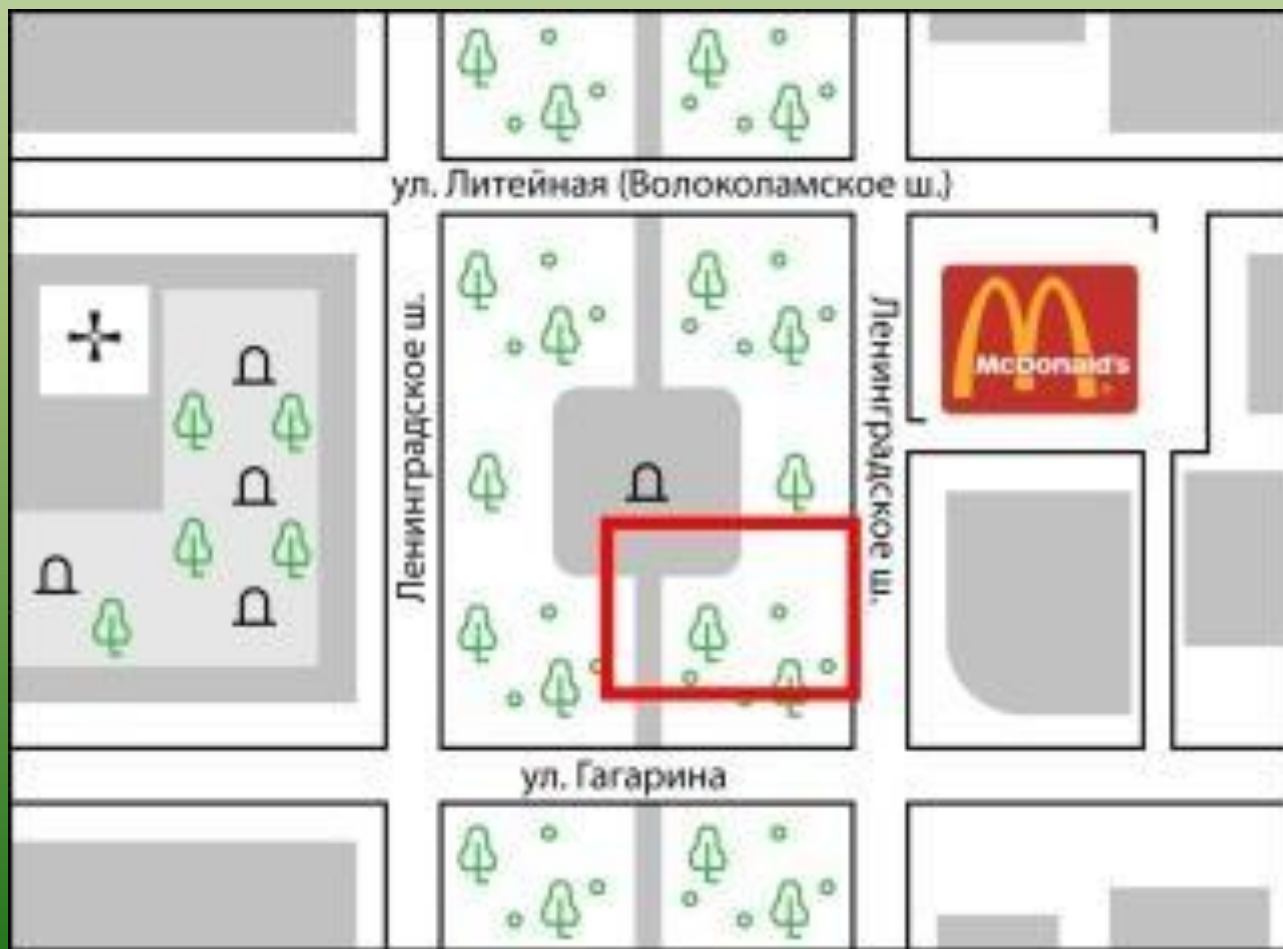 ул. Литейная (Волоколамское ш.)
Ленинградское ш.
Ленинградское ш.
McDonald's
ул. Гагарина